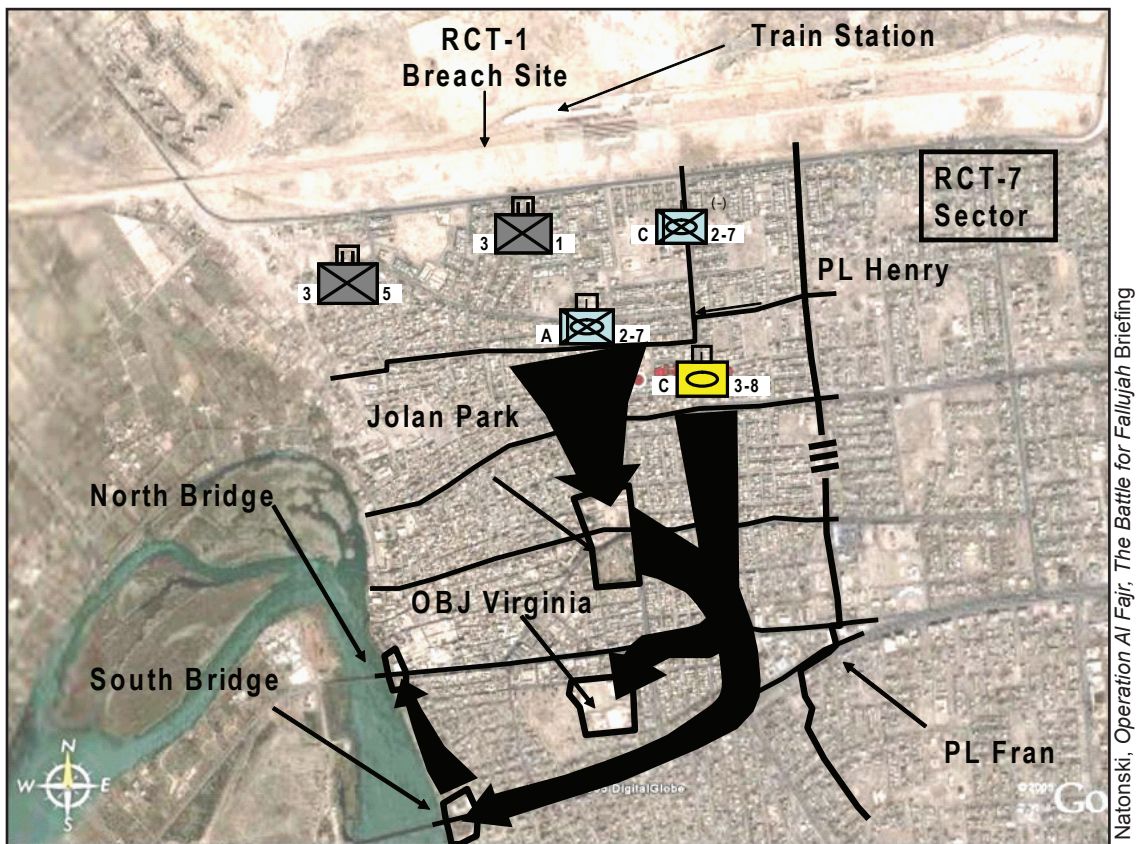 RCT-1
Breach Site
Train Station
RCT-7
Sector
(-)
3 1
C 2-7
PL Henry
3 5
A 2-7
C 3-8
Jolan Park
North Bridge
OBJ Virginia
South Bridge
PL Fran
N
W E
S
DigitalGlobe
Go
Natonski, Operation Al Fajr, The Battle for Fallujah Briefing